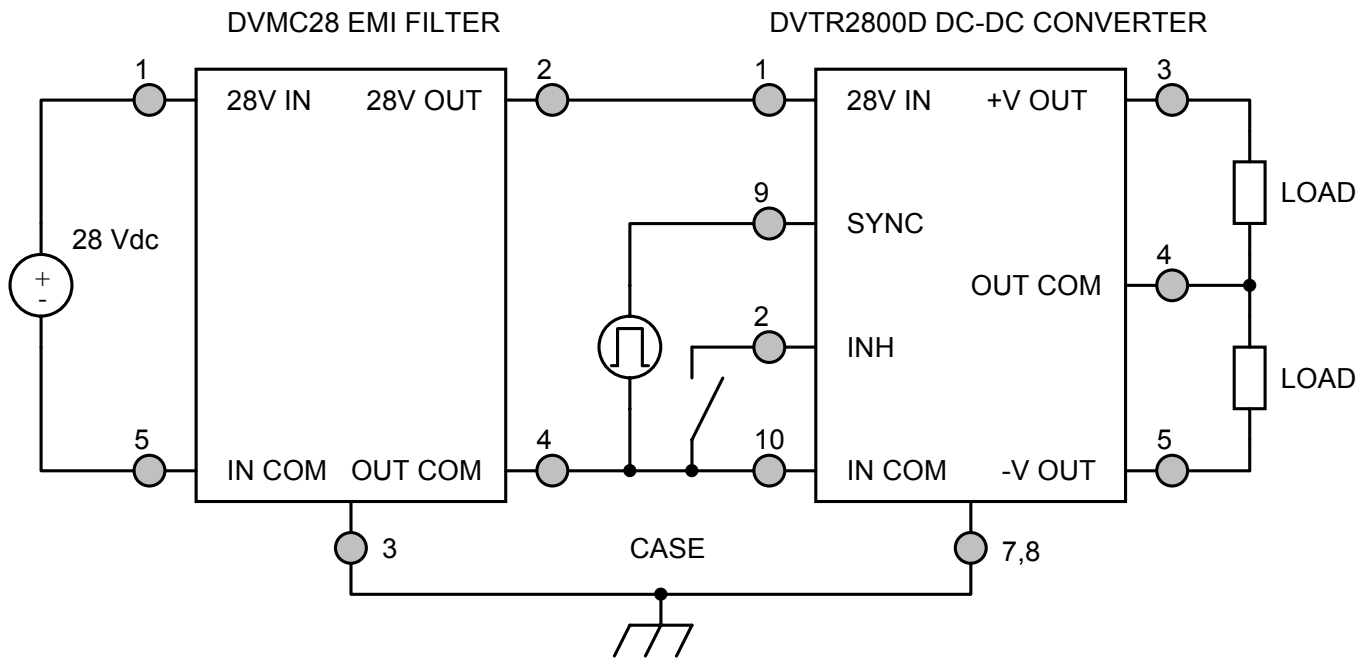 DVMC28 EMI FILTER
DVTR2800D DC-DC CONVERTER
1
2
1
3
28V IN
28V OUT
28V IN
+V OUT
9
LOAD
SYNC
28 Vdc
4
+
-
OUT COM
2
INH
LOAD
5
4
10
5
IN COM
OUT COM
IN COM
-V OUT
3
CASE
7,8